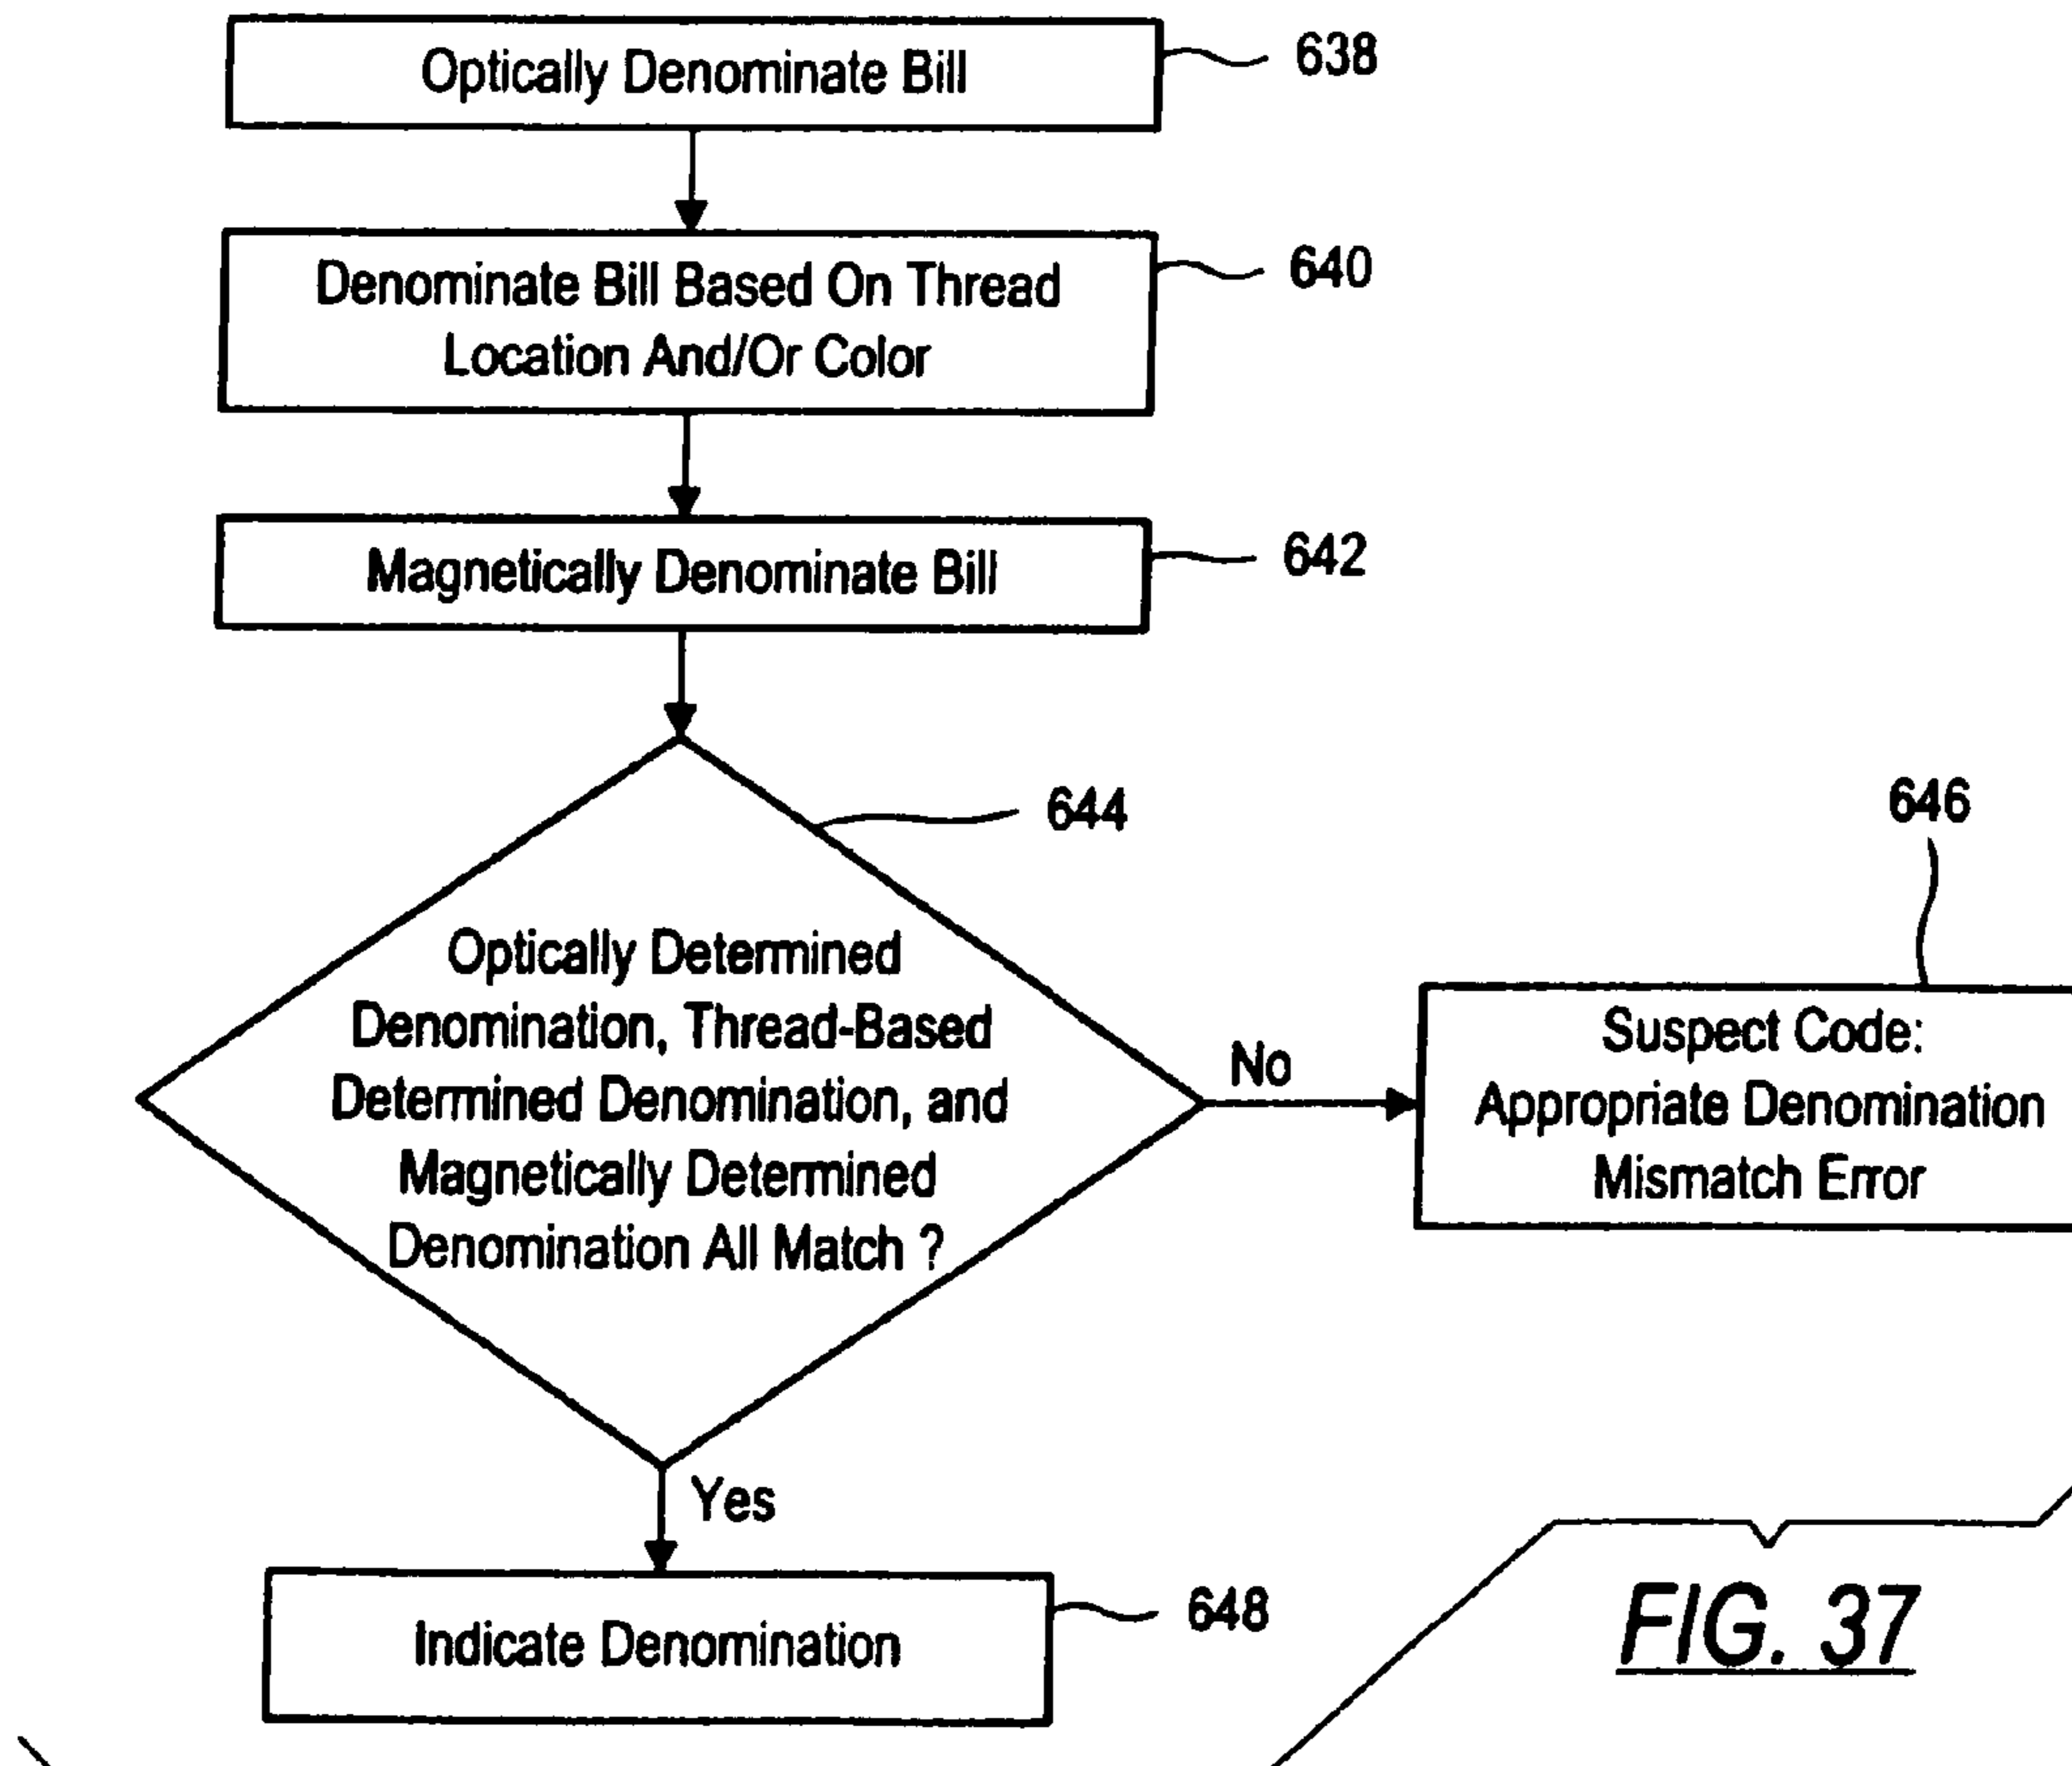 Optically Denominate Bill
638
Denominate Bill Based On Thread
Location And/Or Color
640
Magnetically Denominate Bill
642
644
Optically Determined
Denomination, Thread-Based
Determined Denomination, and
Magnetically Determined
Denomination All Match ?
No
646
Suspect Code:
Appropriate Denomination
Mismatch Error
Yes
Indicate Denomination
648
FIG. 37